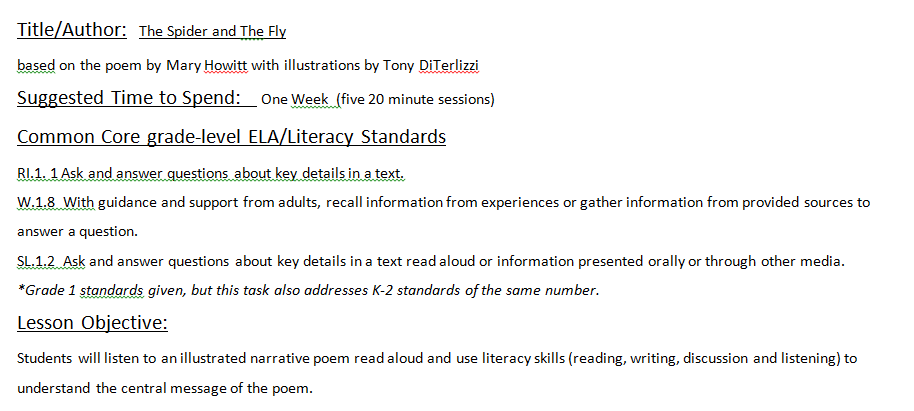 Title/Author: The Spider and The Fly
based on the poem by Mary Howitt with illustrations by Tony DiTerlizzi
Suggested Time to Spend: One Week (five 20 minute sessions)
Common Core grade-level ELA/Literacy Standards
RI.1. 1 Ask and answer questions about key details in a text.
W.1.8 With guidance and support from adults, recall information from experiences or gather information from provided sources to
answer a question.
SL.1.2 Ask and answer questions about key details in a text read aloud or information presented orally or through other media.
*Grade 1 standards given, but this task also addresses K-2 standards of the same number.
Lesson Objective:
Students will listen to an illustrated narrative poem read aloud and use literacy skills (reading, writing, discussion and listening) to
understand the central message of the poem.